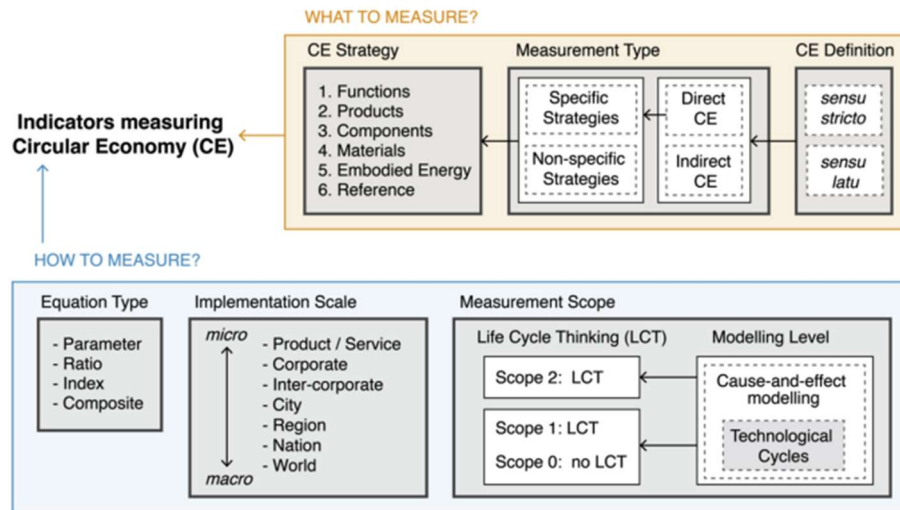 WHAT TO MEASURE?
CE Strategy
1. Functions
2. Products
3. Components
4. Materials
5. Embodied Energy
6. Reference
Measurement Type
Specific
Strategies
Non-specific
Strategies
Direct
CE
Indirect
CE
CE Definition
sensu
stricto
sensu
latu
Indicators measuring
Circular Economy (CE)
HOW TO MEASURE?
Equation Type
- Parameter
- Ratio
- Index
- Composite
Implementation Scale
micro
macro
- Product / Service
- Corporate
- Inter-corporate
- City
- Region
- Nation
- World
Measurement Scope
Life Cycle Thinking (LCT)
Scope 2: LCT
Scope 1: LCT
Scope 0: no LCT
Modelling Level
Cause-and-effect
modelling
Technological
Cycles